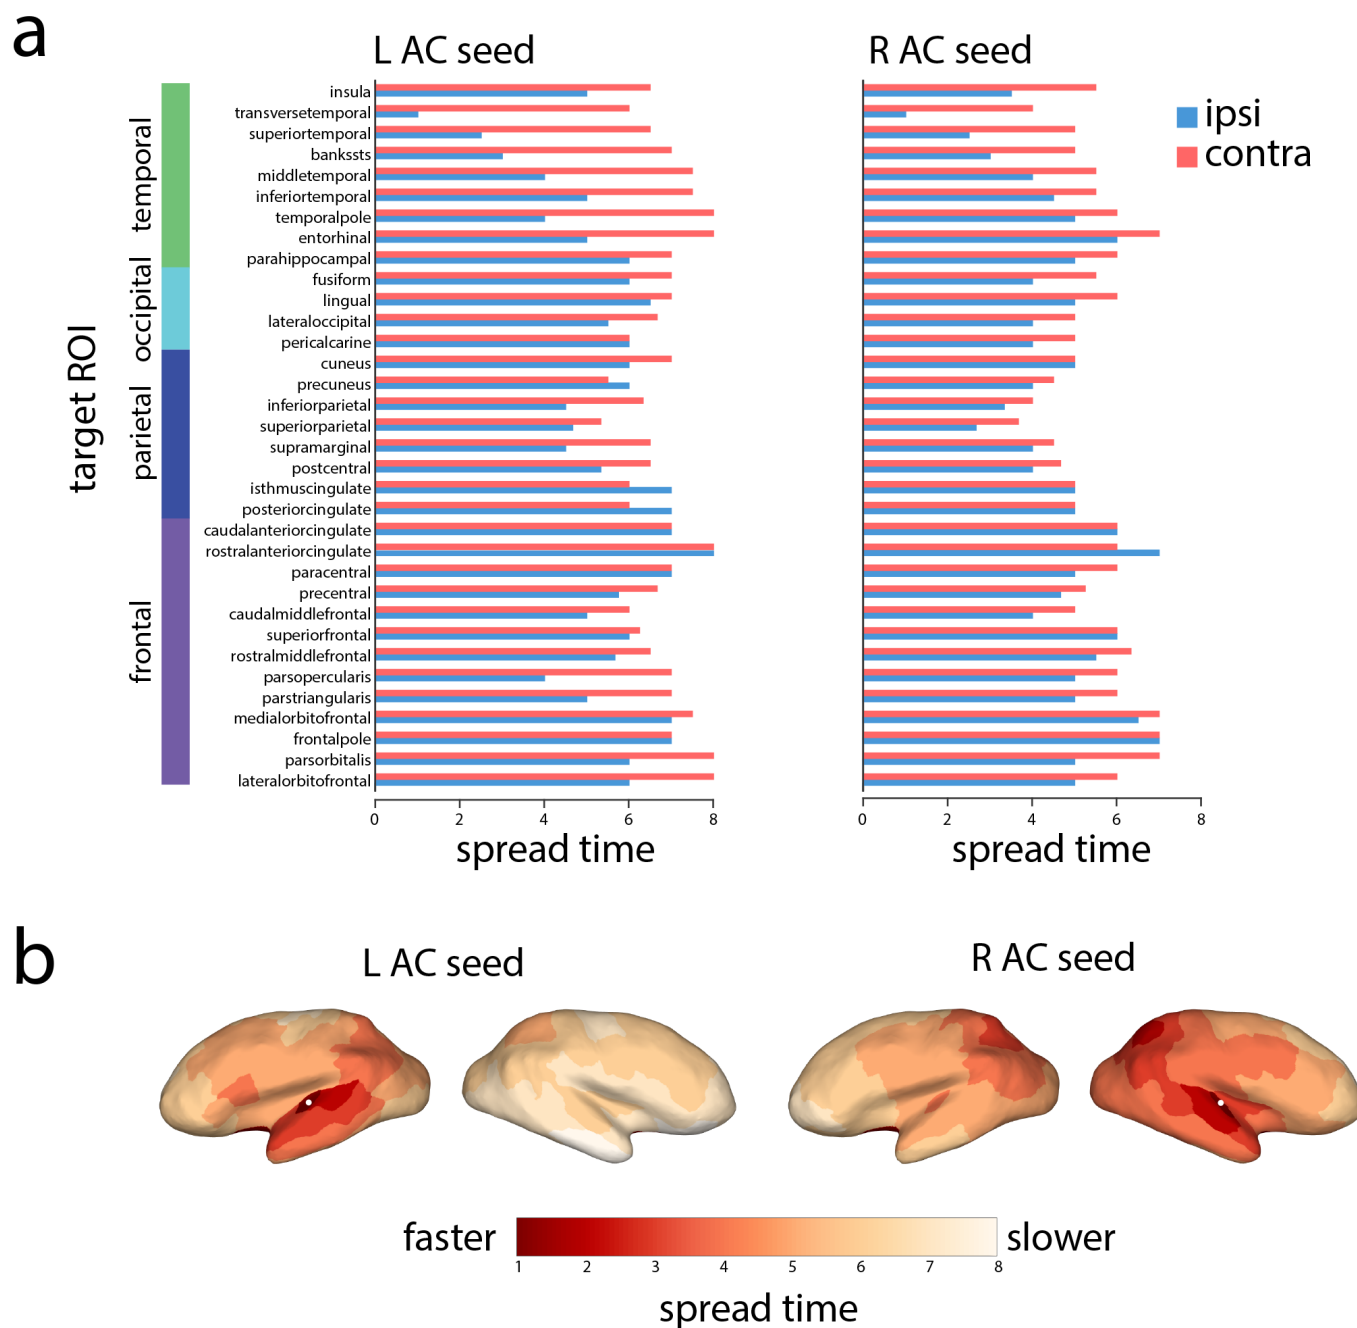 a
L AC seed
R AC seed
ipsi
contra
target ROI
temporal
occipital
parietal
frontal
insula
transversetemporal
superiortemporal
bankssts
middletemporal
inferiortemporal
temporalpole
entorhinal
parahippocampal
fusiform
lingual
lateraloccipital
pericalcarine
cuneus
precuneus
inferiorparietal
superiorparietal
supramarginal
postcentral
isthmuscingulate
posteriorcingulate
caudalanteriorcingulate
rostralanteriorcingulate
paracentral
precentral
caudalmiddlefrontal
superiorfrontal
rostralmiddlefrontal
parsopercularis
parstriangularis
medialorbitofrontal
frontalpole
parsorbitalis
lateralorbitofrontal
0 2 4 6 8
spread time
0 2 4 6 8
spread time
b
L AC seed
R AC seed
faster
slower
1 2 3 4 5 6 7 8
spread time